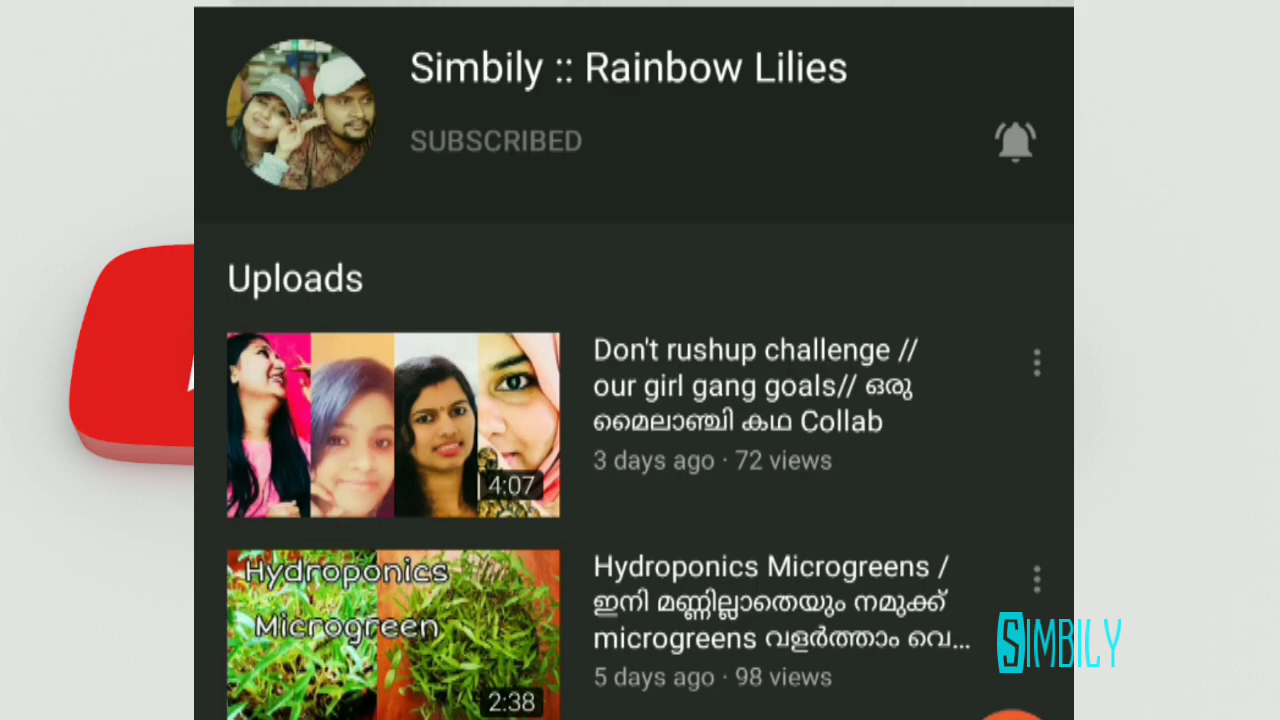 Simbily :: Rainbow Lilies
SUBSCRIBED
Uploads
Don't rushup challenge //
our girl gang goals// ഒരു
മൈലാഞ്ചി കഥ Collab
3 days ago · 72 views
4:07
Hydroponics
Microgreen
2:38
Hydroponics Microgreens /
ഇനി മണ്ണില്ലാതെയും നമുക്ക്
microgreens വളർത്താം വെ...
5 days ago · 98 views
SIMBILY